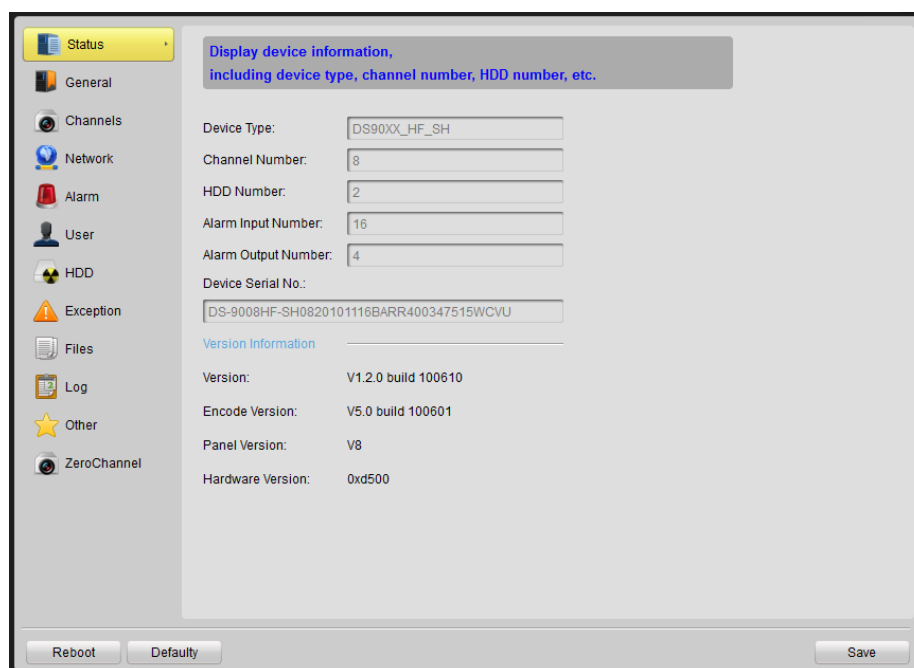 Status
General
Channels
Network
Alarm
User
HDD
Exception
Files
Log
Other
ZeroChannel
Display device information,
including device type, channel number, HDD number, etc.
Device Type: DS90XX_HF_SH
Channel Number: 8
HDD Number: 2
Alarm Input Number: 16
Alarm Output Number: 4
Device Serial No.:
DS-9008HF-SH0820101116BARR400347515WCVU
Version Information
Version: V1.2.0 build 100610
Encode Version: V5.0 build 100601
Panel Version: V8
Hardware Version: 0xd500
Reboot Defaulty Save